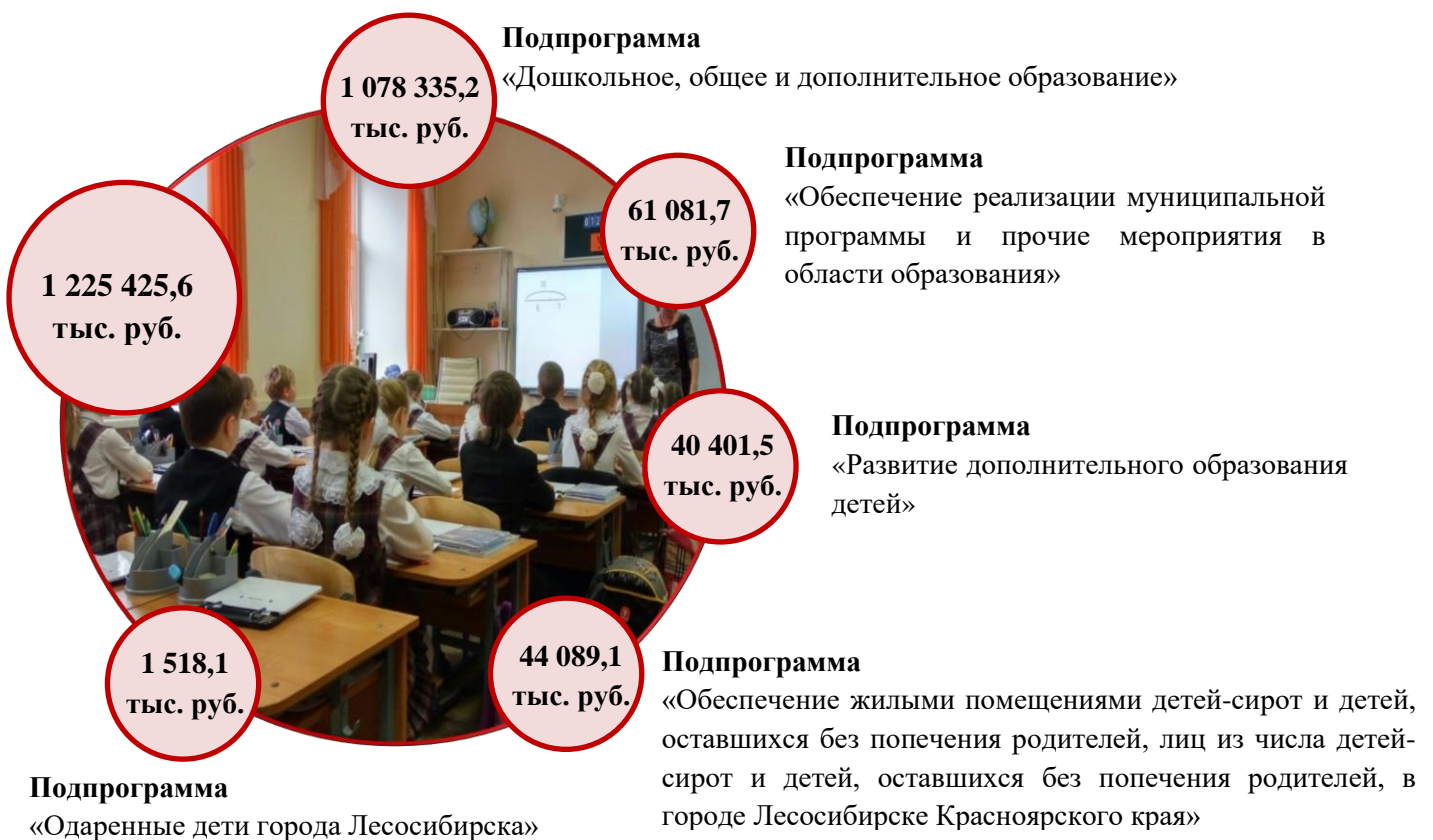 Подпрограмма
«Дошкольное, общее и дополнительное образование»
1 078 335,2
тыс. руб.
Подпрограмма
«Обеспечение реализации муниципальной
программы и прочие мероприятия в
области образования»
61 081,7
тыс. руб.
1 225 425,6
тыс. руб.
Подпрограмма
«Развитие дополнительного образования
детей»
40 401,5
тыс. руб.
44 089,1
тыс. руб.
Подпрограмма
«Обеспечение жилыми помещениями детей-сирот и детей,
оставшихся без попечения родителей, лиц из числа детей-
сирот и детей, оставшихся без попечения родителей, в
городе Лесосибирске Красноярского края»
1 518,1
тыс. руб.
Подпрограмма
«Одаренные дети города Лесосибирска»